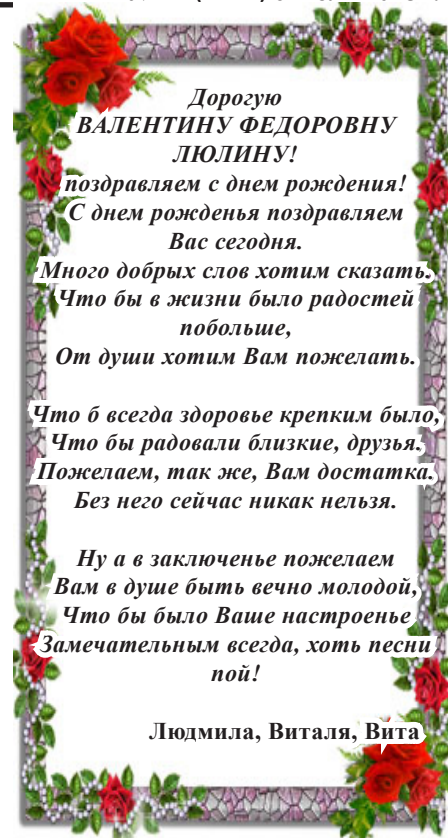 Дорогую
ВАЛЕНТИНУ ФЕДОРОВНУ
ЛЮЛИНУ!
поздравляем с днем рождения!
С днем рожденья поздравляем
Вас сегодня.
Много добрых слов хотим сказать.
Что бы в жизни было радостей
побольше,
От души хотим Вам пожелать.
Что б всегда здоровье крепким было,
Что бы радовали близкие, друзья.
Пожелаем, так же, Вам достатка.
Без него сейчас никак нельзя.
Ну а в заключенье пожелаем
Вам в душе быть вечно молодой,
Что бы было Ваше настроенье
Замечательным всегда, хоть песни
пой!
Людмила, Виталя, Вита